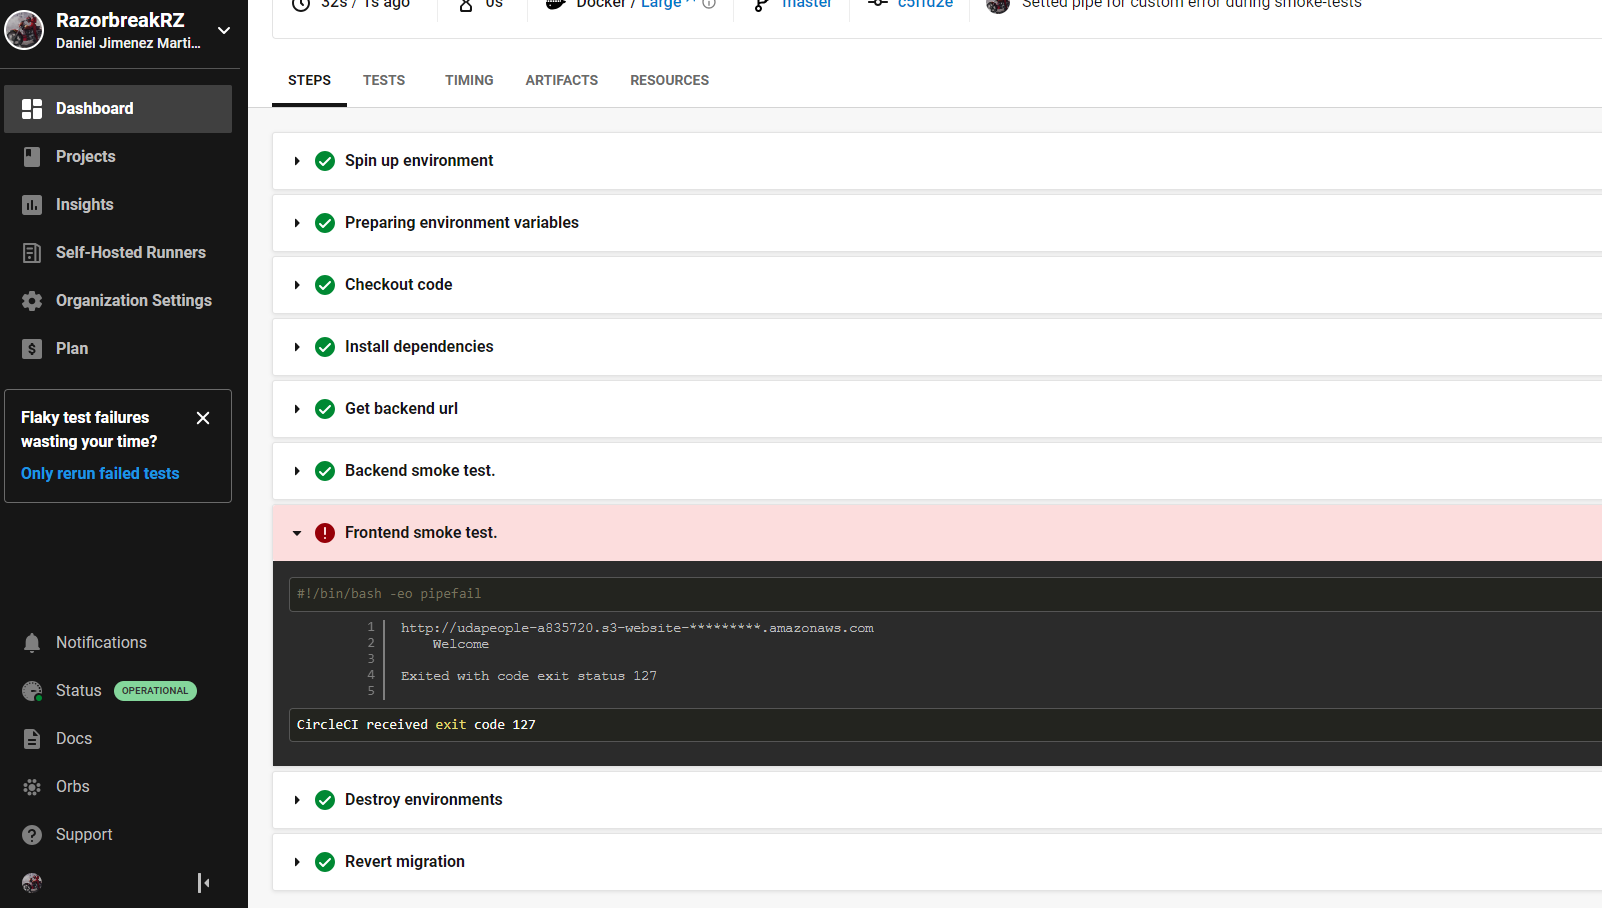 RazorbreakRZ
Daniel Jimenez Marti...
Dashboard
Projects
Insights
Self-Hosted Runners
Organization Settings
Plan
Flaky test failures
wasting your time?
Only rerun failed tests
Notifications
Status OPERATIONAL
Docs
Orbs
Support
32s / 1s ago 0s Docker / Large master c5ffd2e Setted pipe for custom error during smoke-tests
STEPS TESTS TIMING ARTIFACTS RESOURCES
Spin up environment
Preparing environment variables
Checkout code
Install dependencies
Get backend url
Backend smoke test.
Frontend smoke test.
#!/bin/bash -eo pipefail
1 http://udapeople-a835720.s3-website-*********.amazonaws.com
2 Welcome
3
4 Exited with code exit status 127
5
CircleCI received exit code 127
Destroy environments
Revert migration